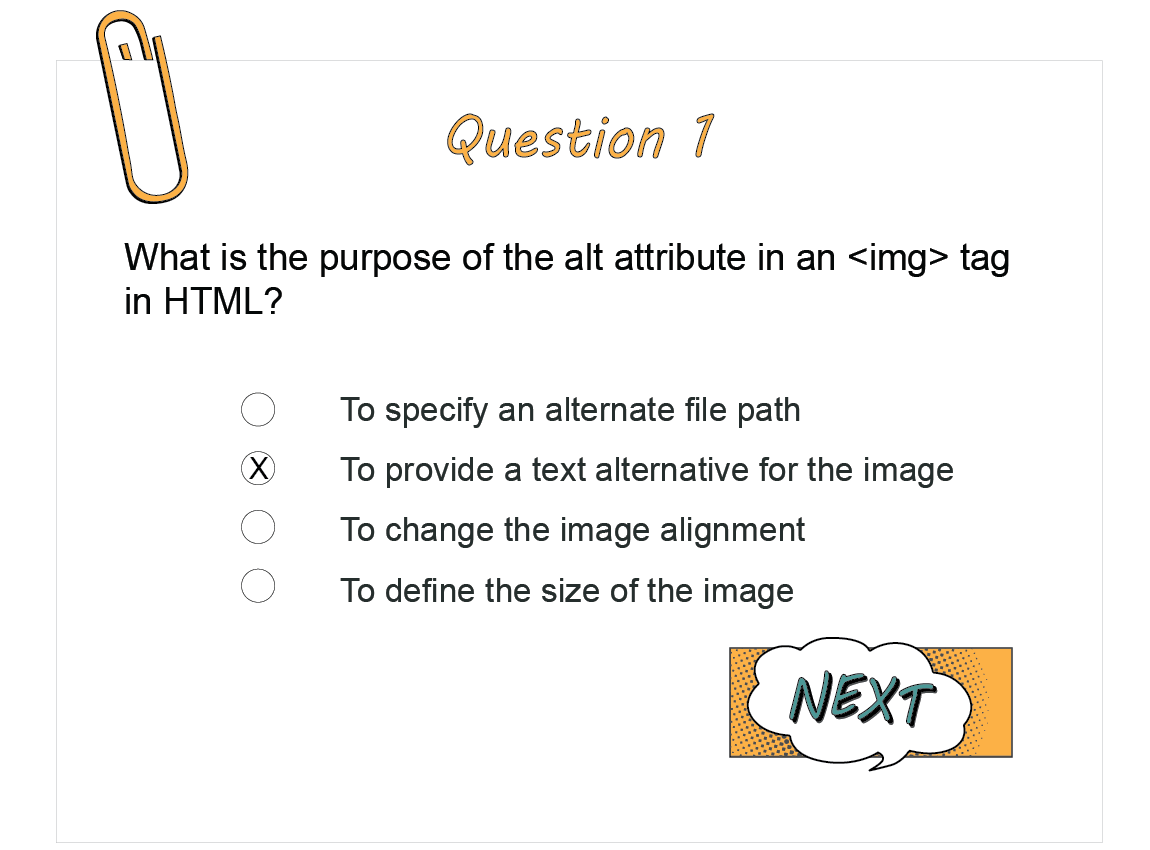 Question 1
What is the purpose of the alt attribute in an <img> tag
in HTML?
To specify an alternate file path
X To provide a text alternative for the image
To change the image alignment
To define the size of the image
NEXT